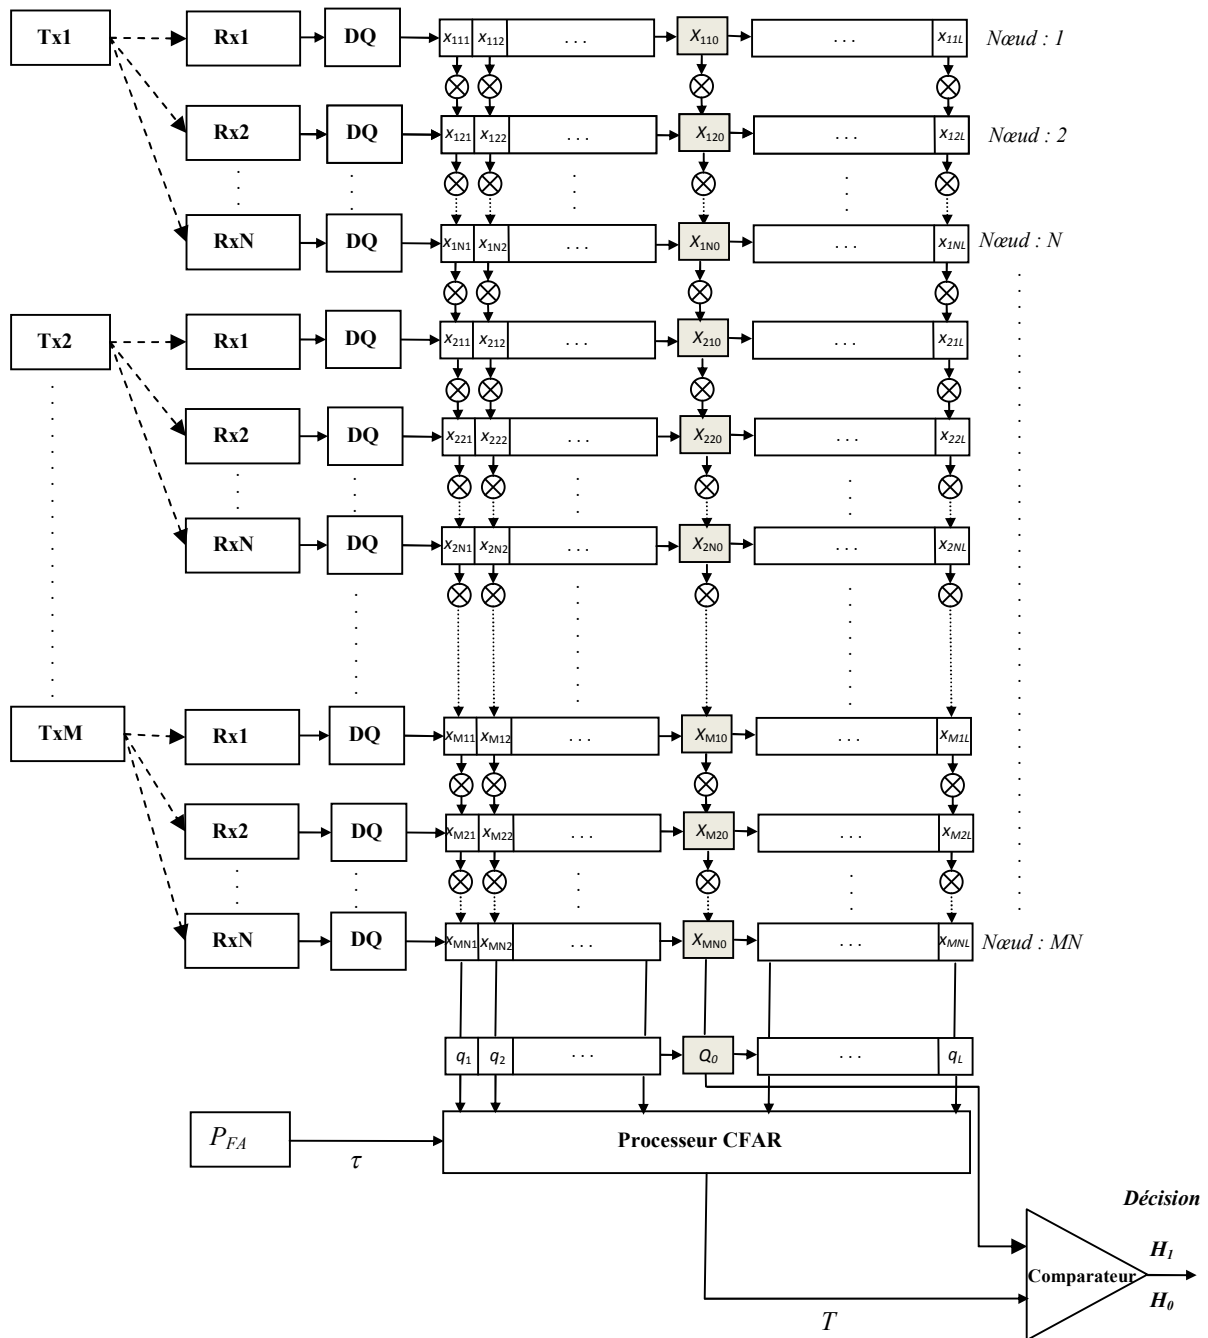 Tx1 Rx1 DQ x111 x112 ... X110 ... x11L Nœud : 1
Rx2 DQ x121 x122 ... X120 ... x12L Nœud : 2
RxN DQ x1N1 x1N2 ... X1N0 ... x1NL Nœud : N
Tx2 Rx1 DQ x211 x212 ... X210 ... x21L
Rx2 DQ x221 x222 ... X220 ... x22L
RxN DQ x2N1 x2N2 ... X2N0 ... x2NL
TxM Rx1 DQ xM11 xM12 ... XM10 ... xM1L
Rx2 DQ xM21 xM22 ... XM20 ... xM2L
RxN DQ xMN1 xMN2 ... XMN0 ... xMNL Nœud : MN
q1 q2 ... Q0 ... qL
PFA τ Processeur CFAR
Décision
H1
Comparateur
H0
T